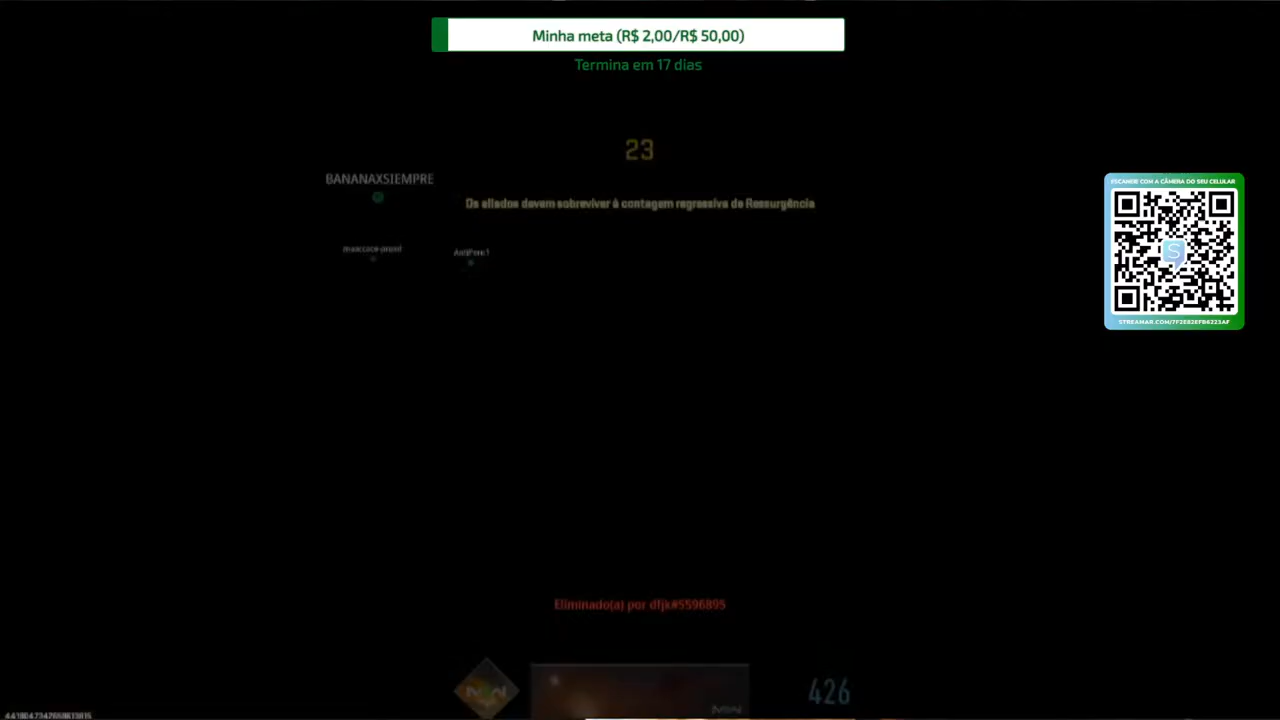 Minha meta (R$ 2,00/R$ 50,00)
Termina em 17 dias
23
BANANAXSIEMPRE
Os aliados devem sobreviver à contagem regressiva de Ressurgência
ESCANEIE COM A CÂMERA DO SEU CELULAR
S
Eliminado(a) por dfjk#5596895
426